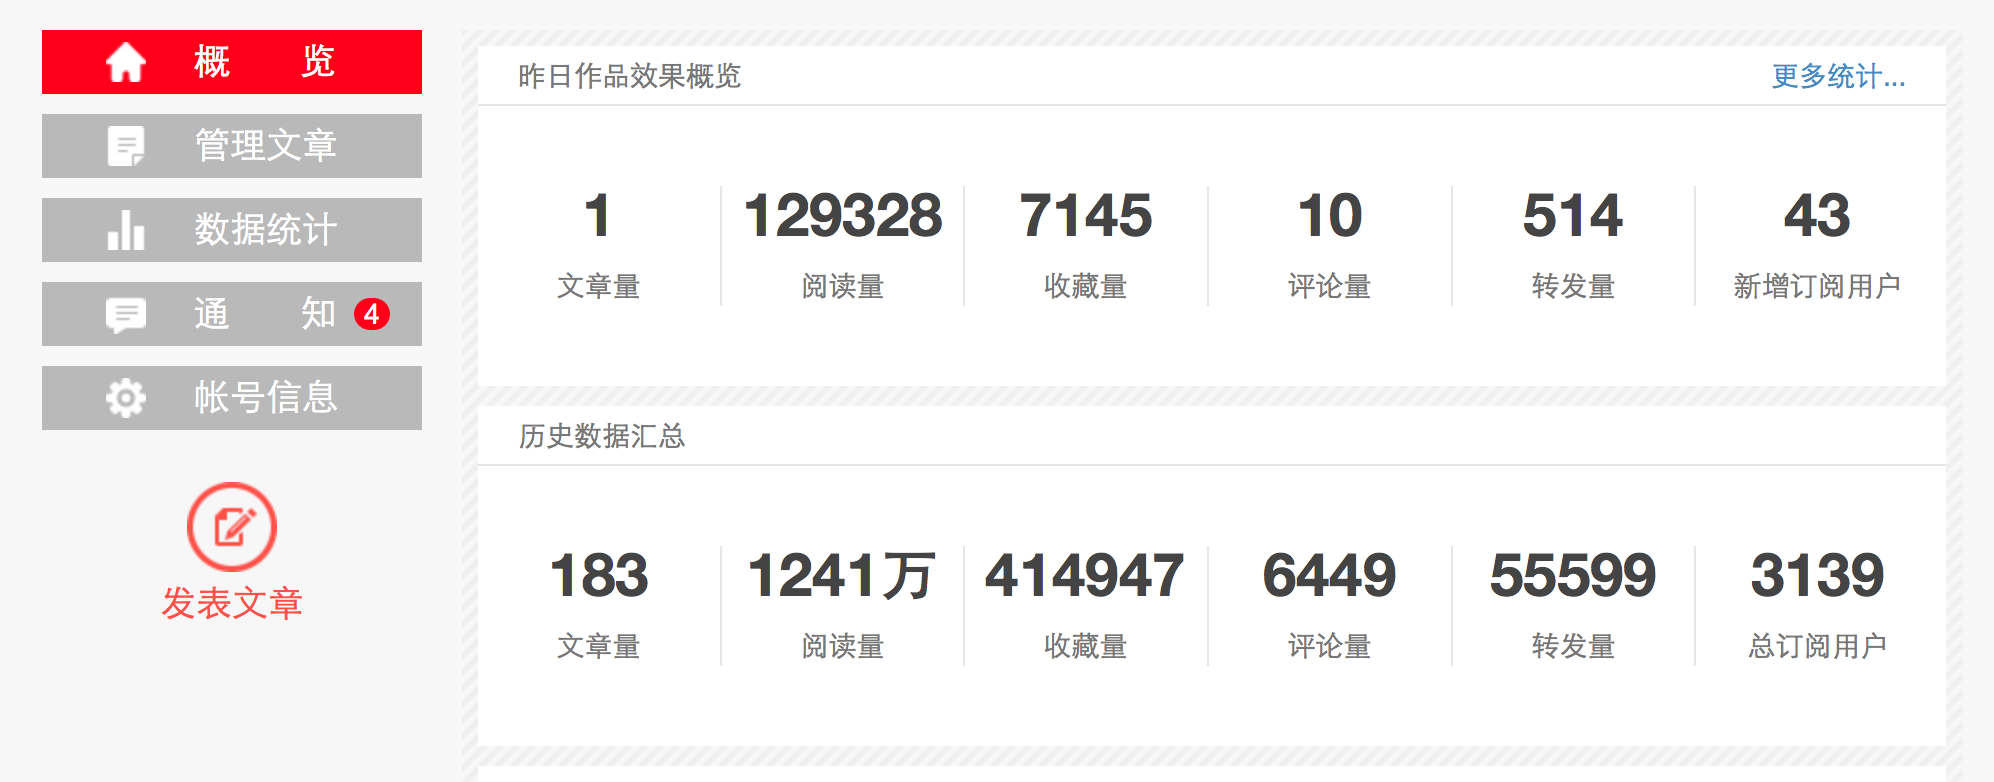 概 览
管理文章
数据统计
通 知 4
帐号信息
发表文章
昨日作品效果概览 更多统计...
1 129328 7145 10 514 43
文章量 阅读量 收藏量 评论量 转发量 新增订阅用户
历史数据汇总
183 1241万 414947 6449 55599 3139
文章量 阅读量 收藏量 评论量 转发量 总订阅用户